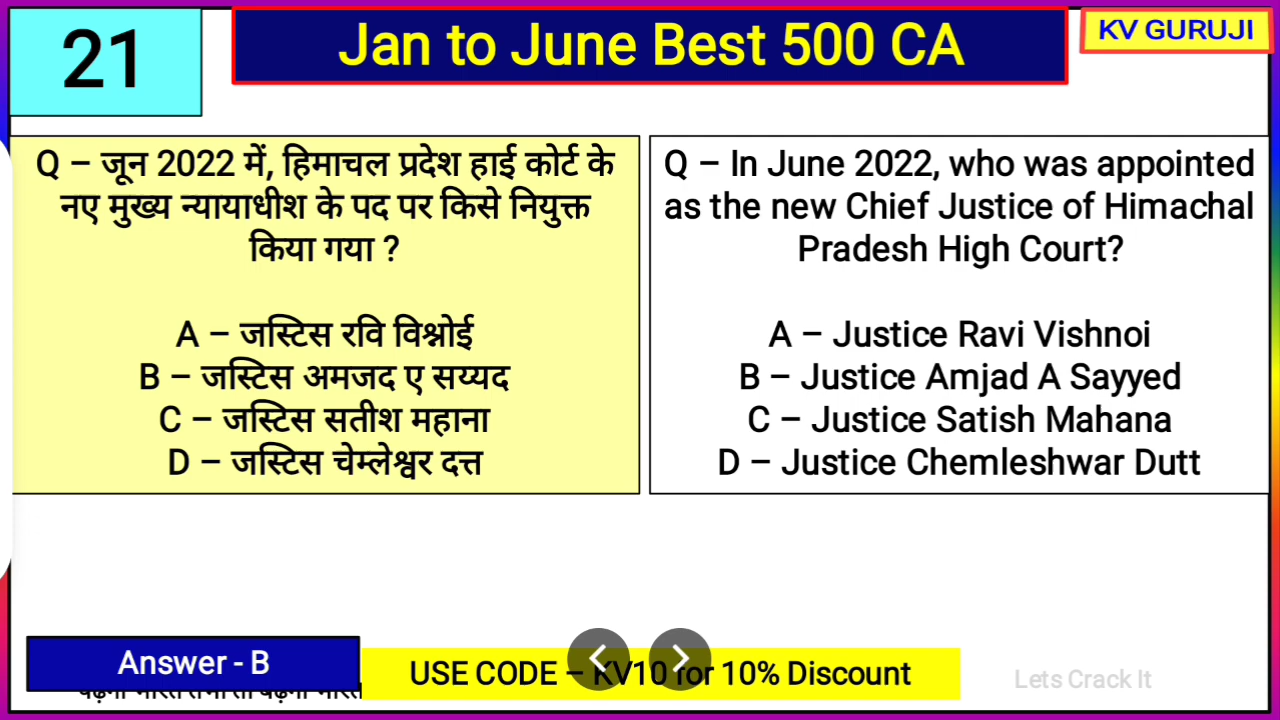 21
Jan to June Best 500 CA
KV GURUJI
Q – जून 2022 में, हिमाचल प्रदेश हाई कोर्ट के
नए मुख्य न्यायाधीश के पद पर किसे नियुक्त
किया गया ?
A – जस्टिस रवि विश्नोई
B – जस्टिस अमजद ए सय्यद
C – जस्टिस सतीश महाना
D – जस्टिस चेम्लेश्वर दत्त
Q – In June 2022, who was appointed
as the new Chief Justice of Himachal
Pradesh High Court?
A – Justice Ravi Vishnoi
B – Justice Amjad A Sayyed
C – Justice Satish Mahana
D – Justice Chemleshwar Dutt
Answer - B
USE CODE – KV10 for 10% Discount
Lets Crack It